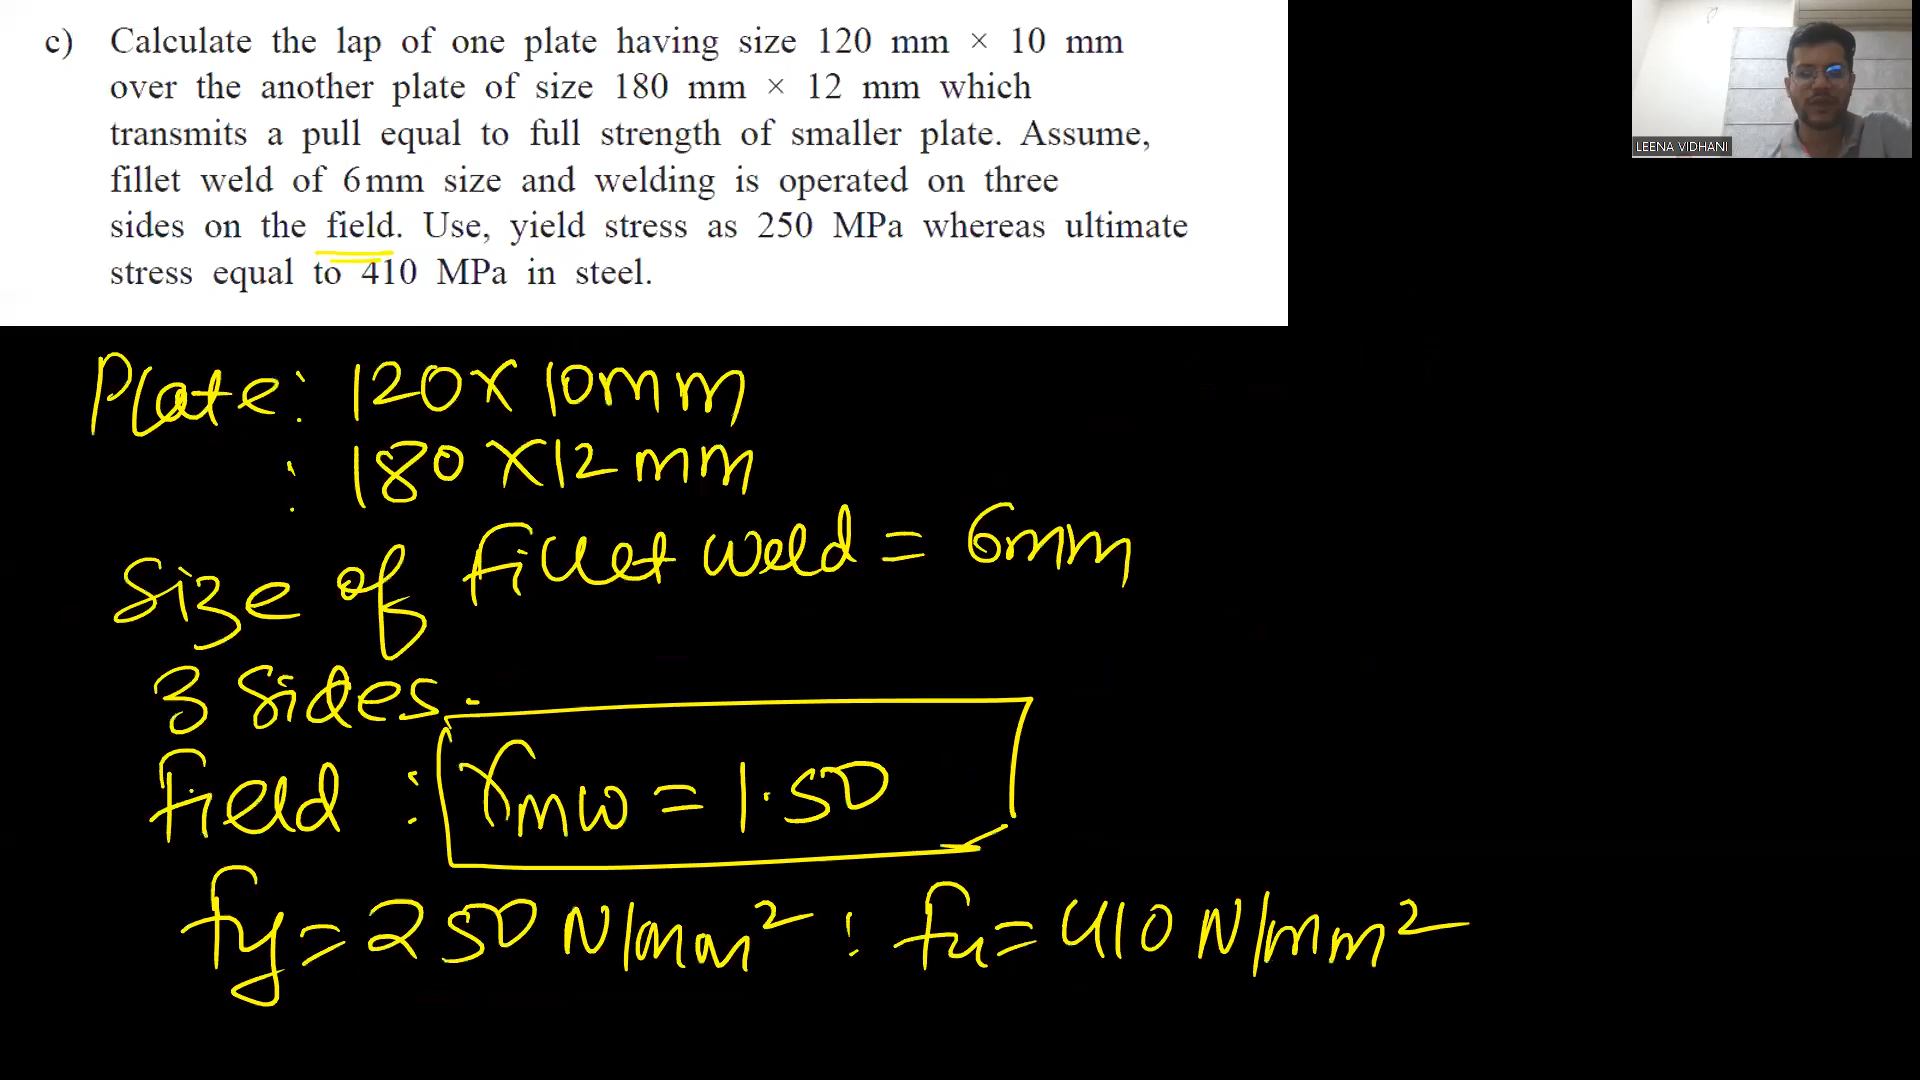 c) Calculate the lap of one plate having size 120 mm × 10 mm
over the another plate of size 180 mm × 12 mm which
transmits a pull equal to full strength of smaller plate. Assume,
fillet weld of 6mm size and welding is operated on three
sides on the field. Use, yield stress as 250 MPa whereas ultimate
stress equal to 410 MPa in steel.
LEENA VIDHANI
Plate: 120 X 10mm
: 180 X 12 mm
Size of fillet weld = 6mm
3 Sides.
field : γmw = 1.50
fy = 250 N/mm² : fu = 410 N/mm²